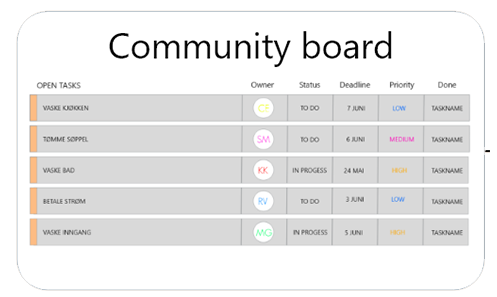 Community board
OPEN TASKS Owner Status Deadline Priority Done
VASKE KJØKKEN CE TO DO 7 JUNI LOW TASKNAME
TØMME SØPPEL SM TO DO 6 JUNI MEDIUM TASKNAME
VASKE BAD KK IN PROGESS 24 MAI HIGH TASKNAME
BETALE STRØM RV TO DO 3 JUNI LOW TASKNAME
VASKE INNGANG MG IN PROGESS 5 JUNI HIGH TASKNAME